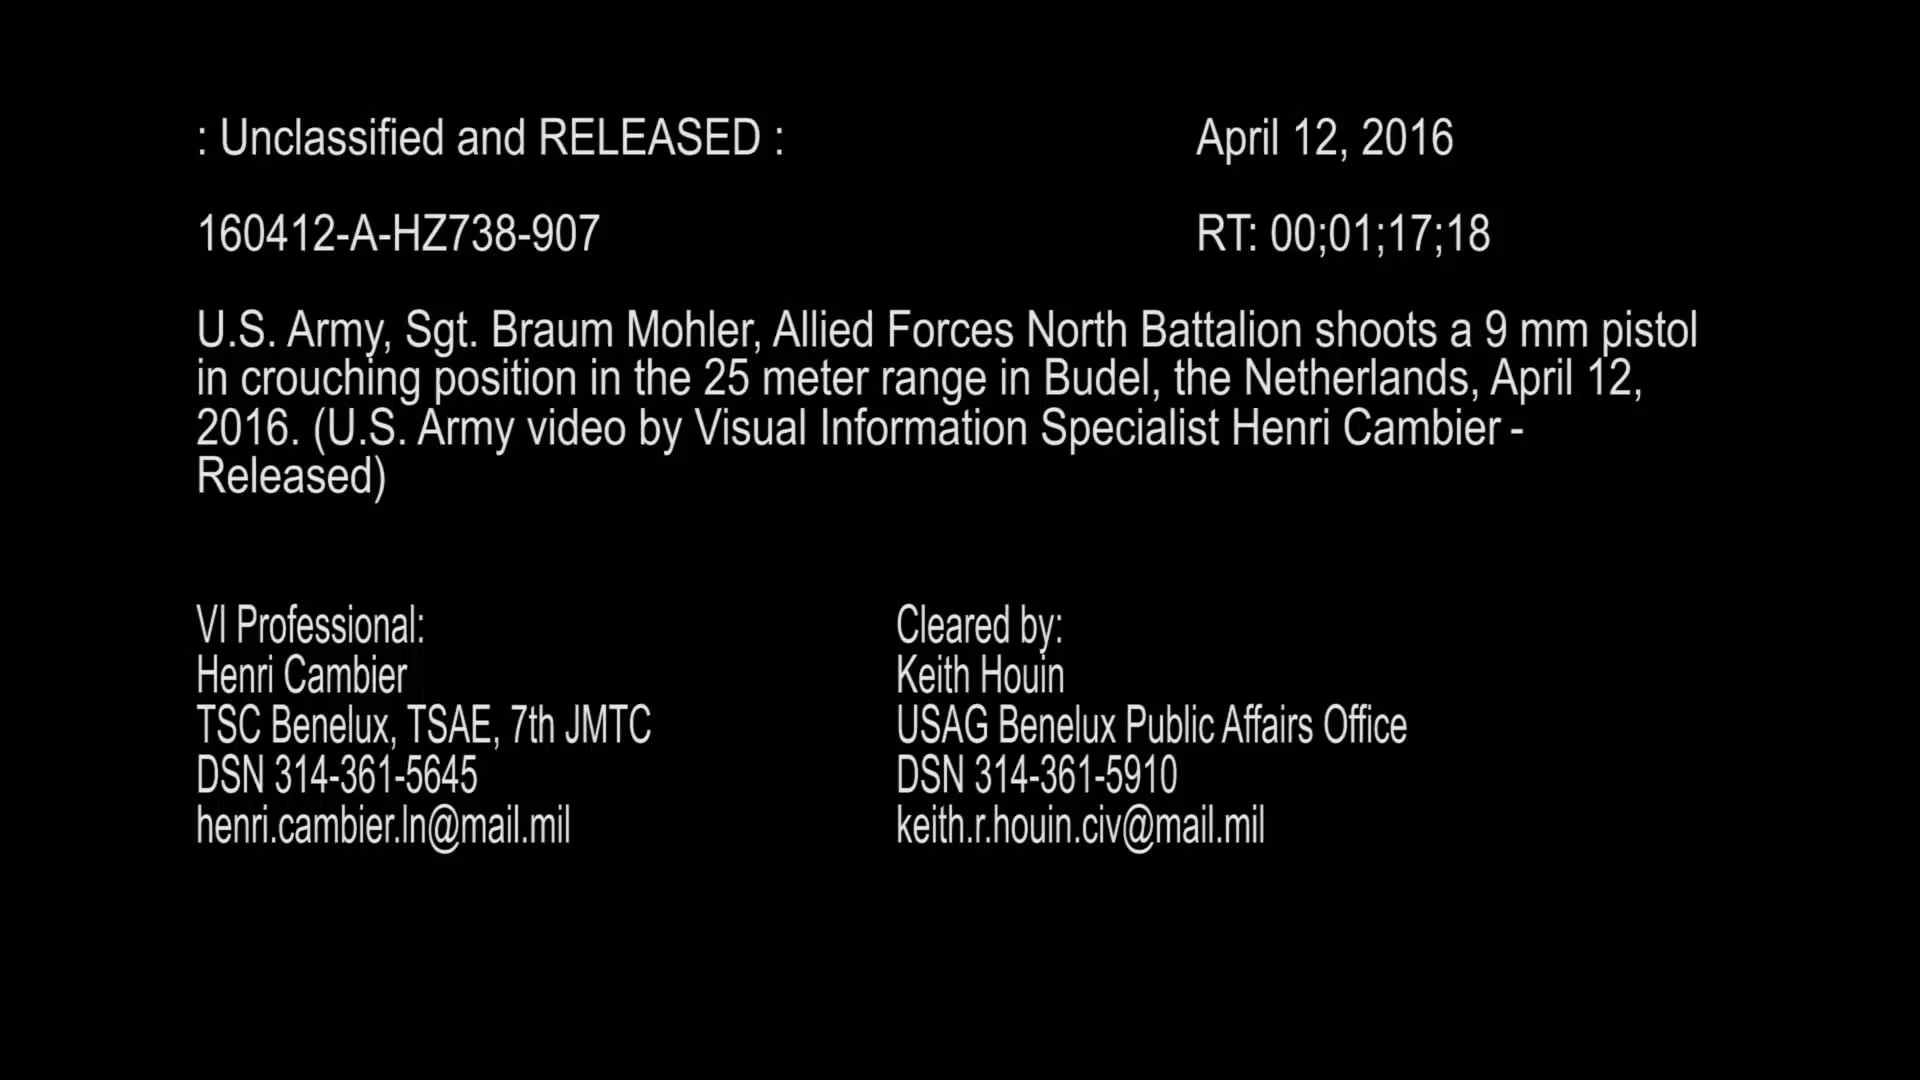 : Unclassified and RELEASED :
April 12, 2016
160412-A-HZ738-907
RT: 00;01;17;18
U.S. Army, Sgt. Braum Mohler, Allied Forces North Battalion shoots a 9 mm pistol
in crouching position in the 25 meter range in Budel, the Netherlands, April 12,
2016. (U.S. Army video by Visual Information Specialist Henri Cambier -
Released)
VI Professional:
Henri Cambier
TSC Benelux, TSAE, 7th JMTC
DSN 314-361-5645
henri.cambier.ln@mail.mil
Cleared by:
Keith Houin
USAG Benelux Public Affairs Office
DSN 314-361-5910
keith.r.houin.civ@mail.mil